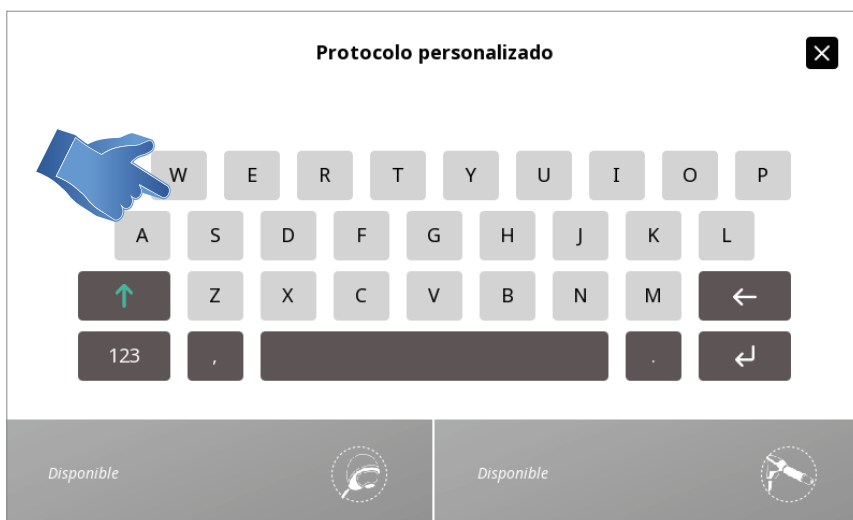 Protocolo personalizado
W E R T Y U I O P
A S D F G H J K L
Z X C V B N M
123 , .
Disponible Disponible